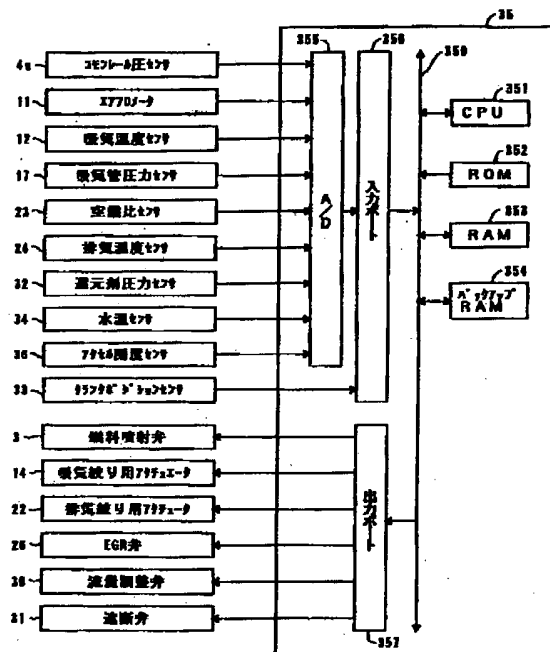 35
355
356
359
4a コモンレール圧センサ
11 エアフロメータ
12 吸気温度センサ
17 吸気管圧力センサ
23 空燃比センサ
24 排気温度センサ
32 還元剤圧力センサ
34 水温センサ
36 アクセル開度センサ
33 クランクポジションセンサ
A/D
入力ポート
351
CPU
352
ROM
353
RAM
354
バックアップ
RAM
3 燃料噴射弁
14 吸気絞り用アクチュエータ
22 排気絞り用アクチュータ
26 EGR弁
30 流量調整弁
31 遮断弁
出力ポート
357